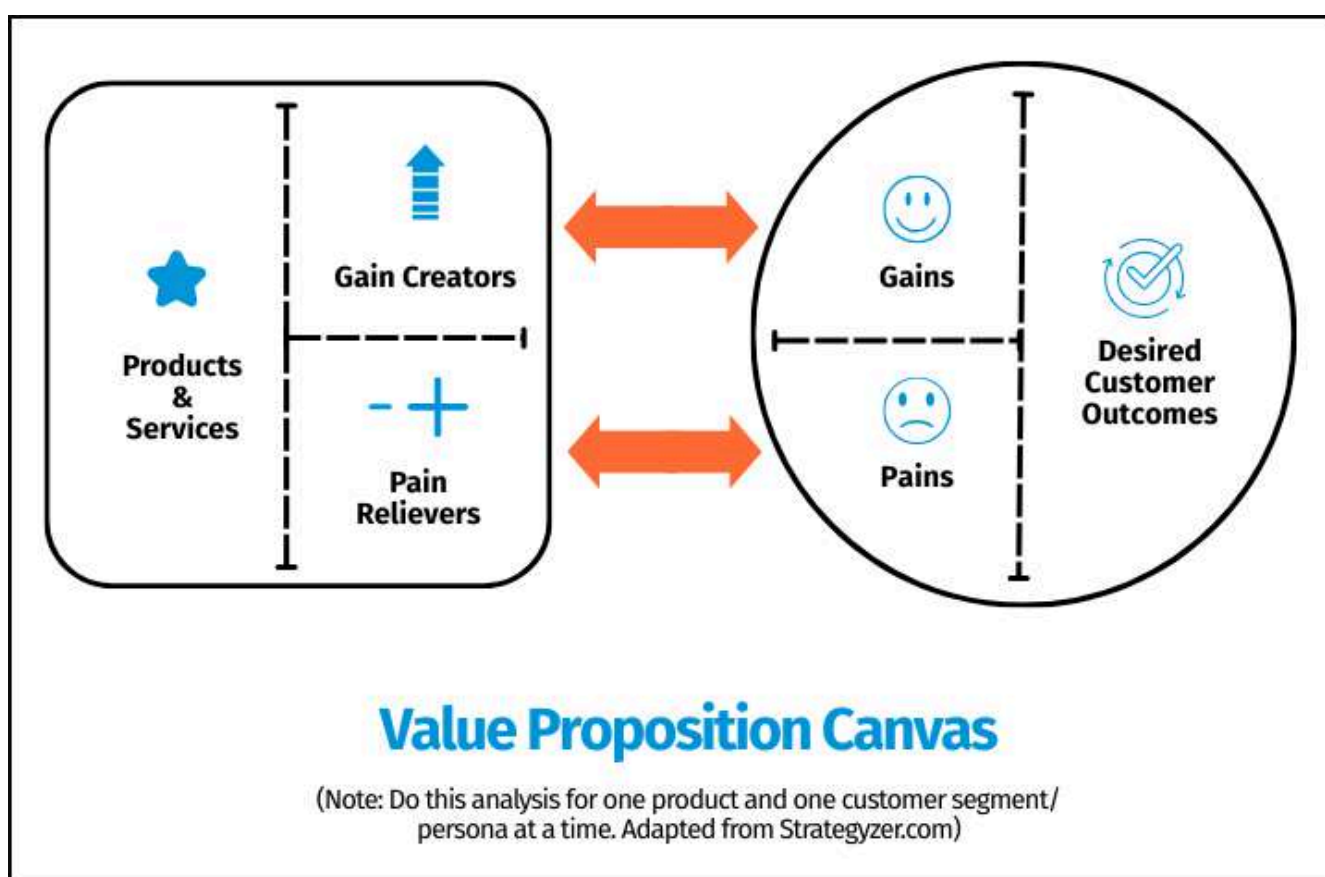 Products
&
Services
Gain Creators
Pain
Relievers
Gains
Pains
Desired
Customer
Outcomes
Value Proposition Canvas
(Note: Do this analysis for one product and one customer segment/
persona at a time. Adapted from Strategyzer.com)